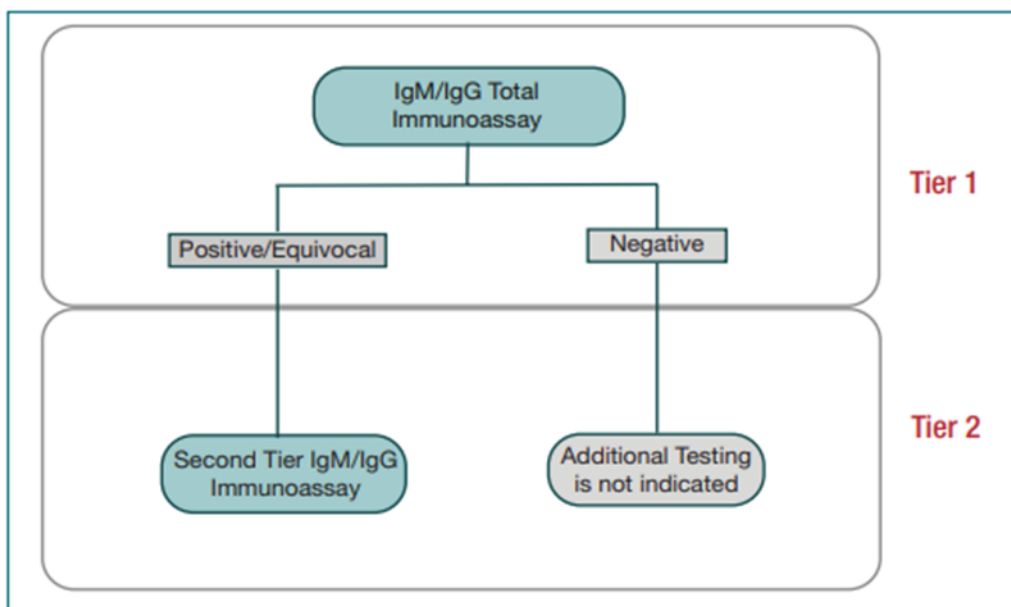 IgM/IgG Total
Immunoassay
Tier 1
Positive/Equivocal
Negative
Tier 2
Second Tier IgM/IgG
Immunoassay
Additional Testing
is not indicated